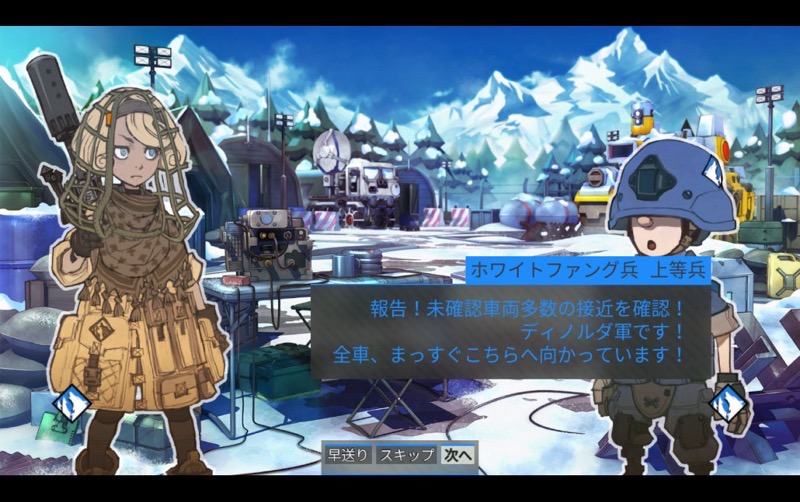 ホワイトファング兵 上等兵
報告！未確認車両多数の接近を確認！
ディノルダ軍です！
全車、まっすぐこちらへ向かっています！
早送り スキップ 次へ